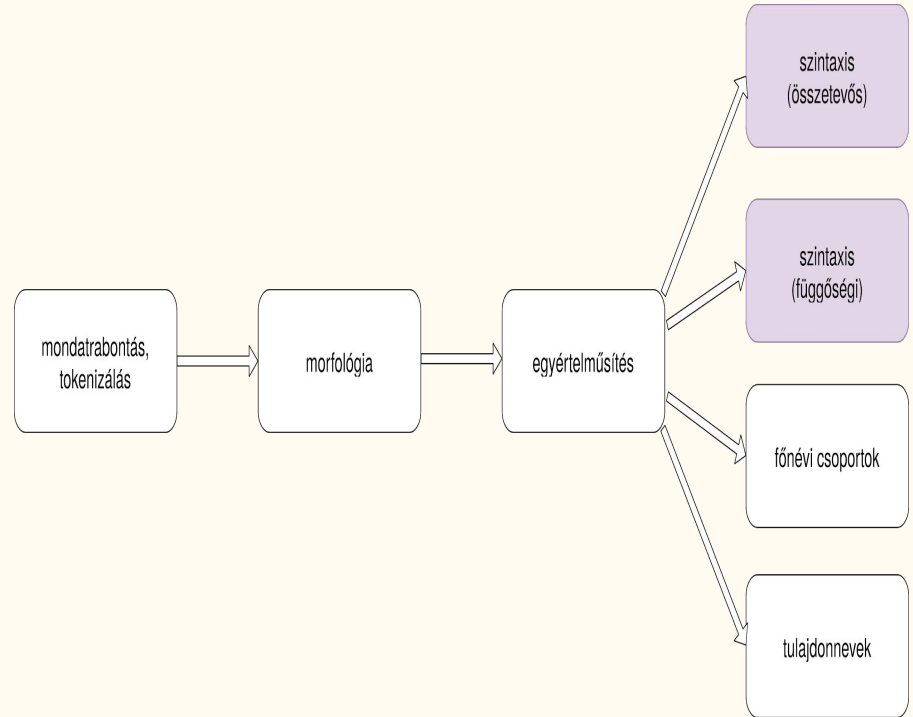 szintaxis
(összetevős)
szintaxis
(függőségi)
mondatrabontás,
tokenizálás
morfológia
egyértelműsítés
főnévi csoportok
tulajdonnevek